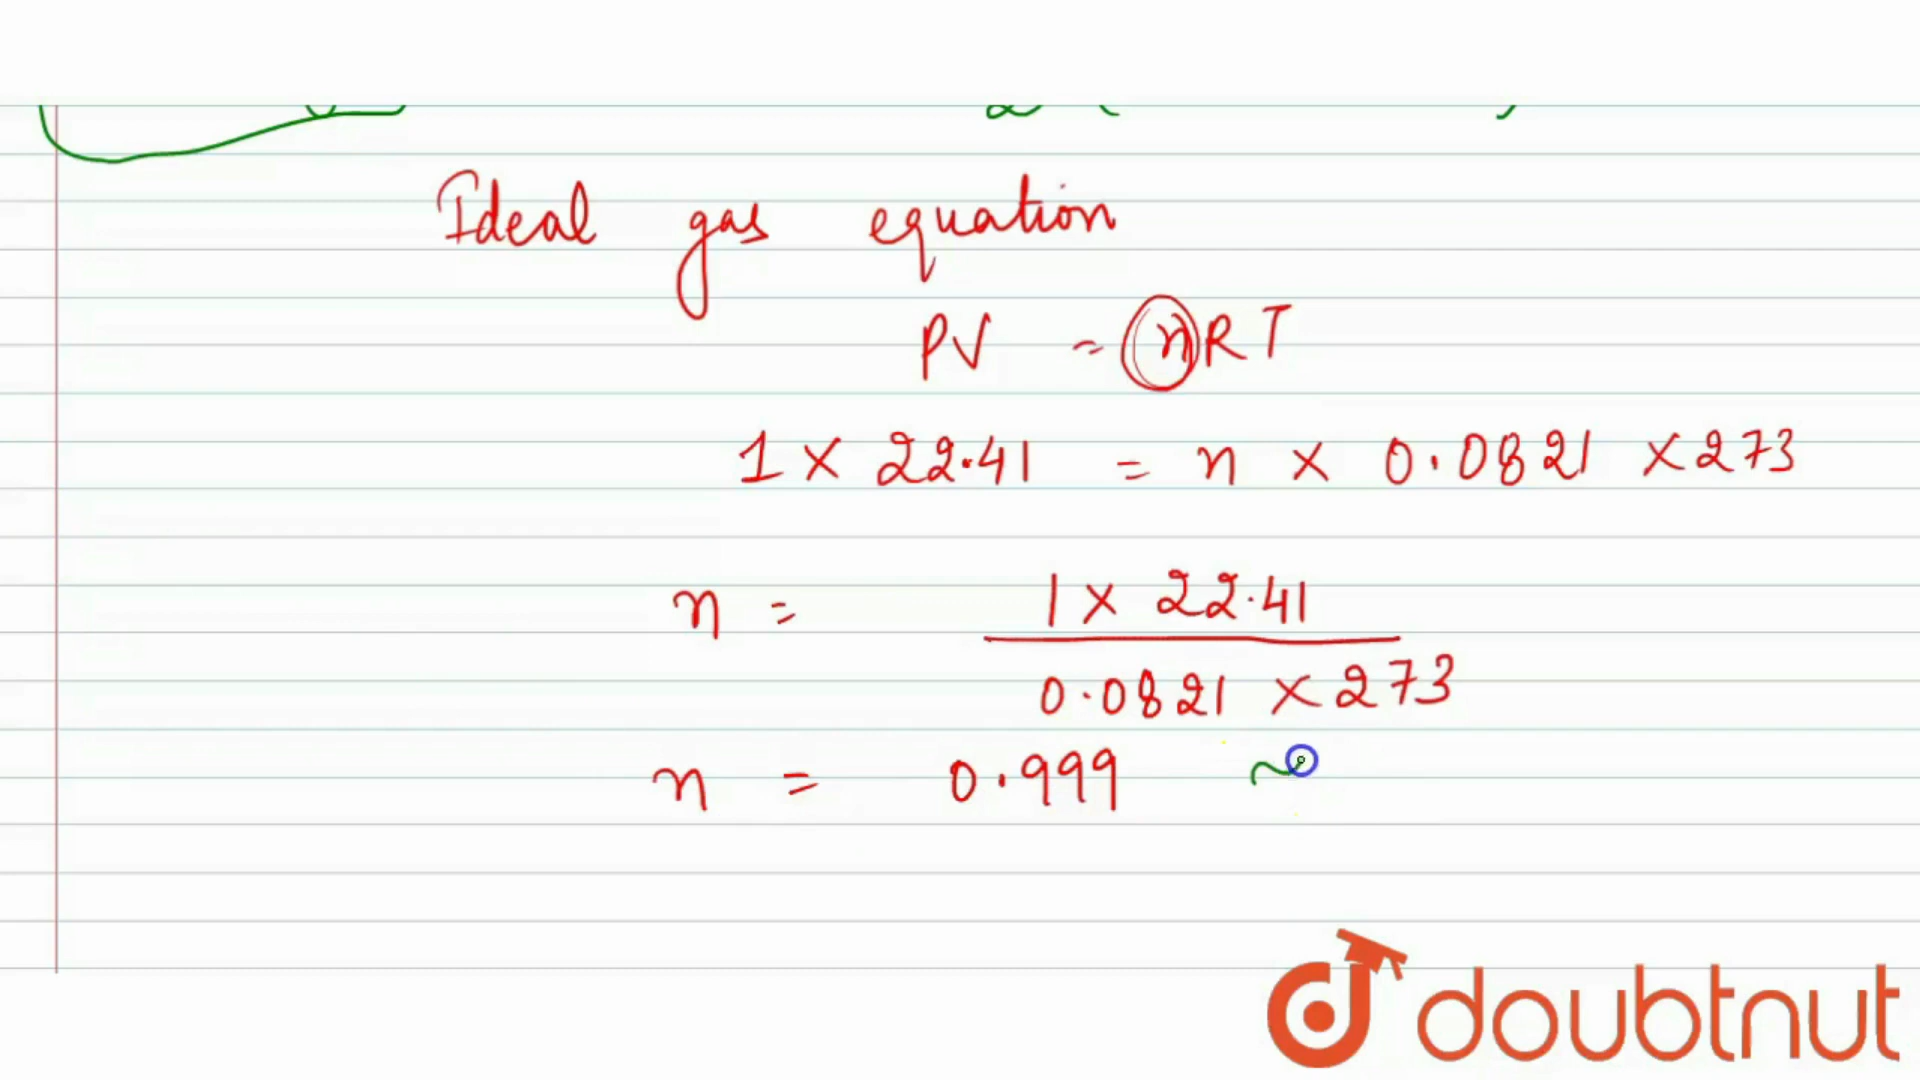 Ideal gas equation
PV = nRT
1 × 22.41 = n × 0.0821 × 273
n = 1 × 22.41
0.0821 × 273
n = 0.999 ~
doubtnut